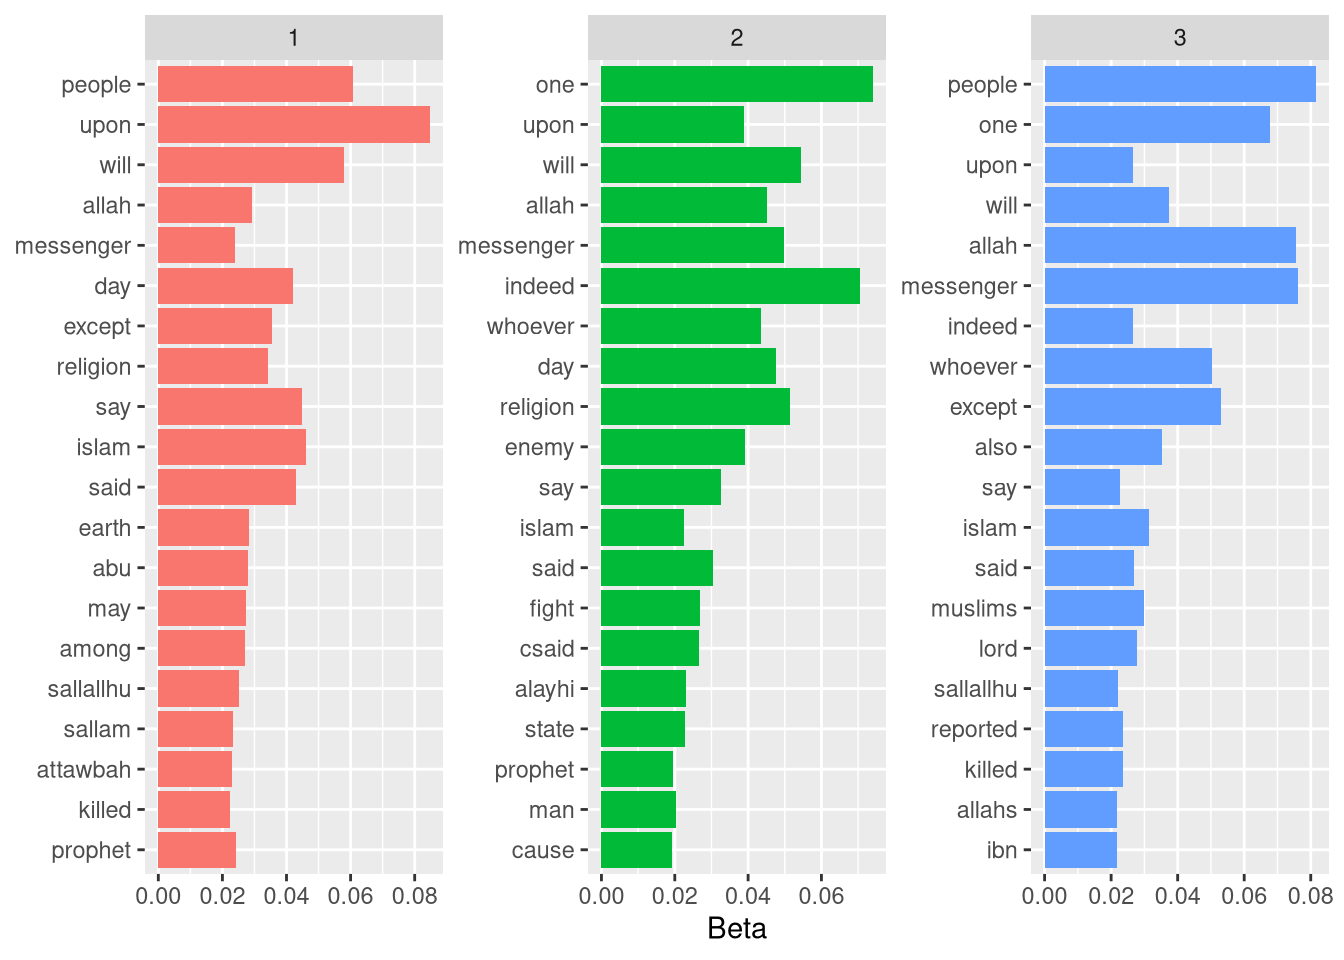 1
people
upon
will
allah
messenger
day
except
religion
say
islam
said
earth
abu
may
among
sallallhu
sallam
attawbah
killed
prophet
0.00 0.02 0.04 0.06 0.08
2
one
upon
will
allah
messenger
indeed
whoever
day
religion
enemy
say
islam
said
fight
csaid
alayhi
state
prophet
man
cause
0.00 0.02 0.04 0.06
3
people
one
upon
will
allah
messenger
indeed
whoever
except
also
say
islam
said
muslims
lord
sallallhu
reported
killed
allahs
ibn
0.00 0.02 0.04 0.06 0.08
Beta